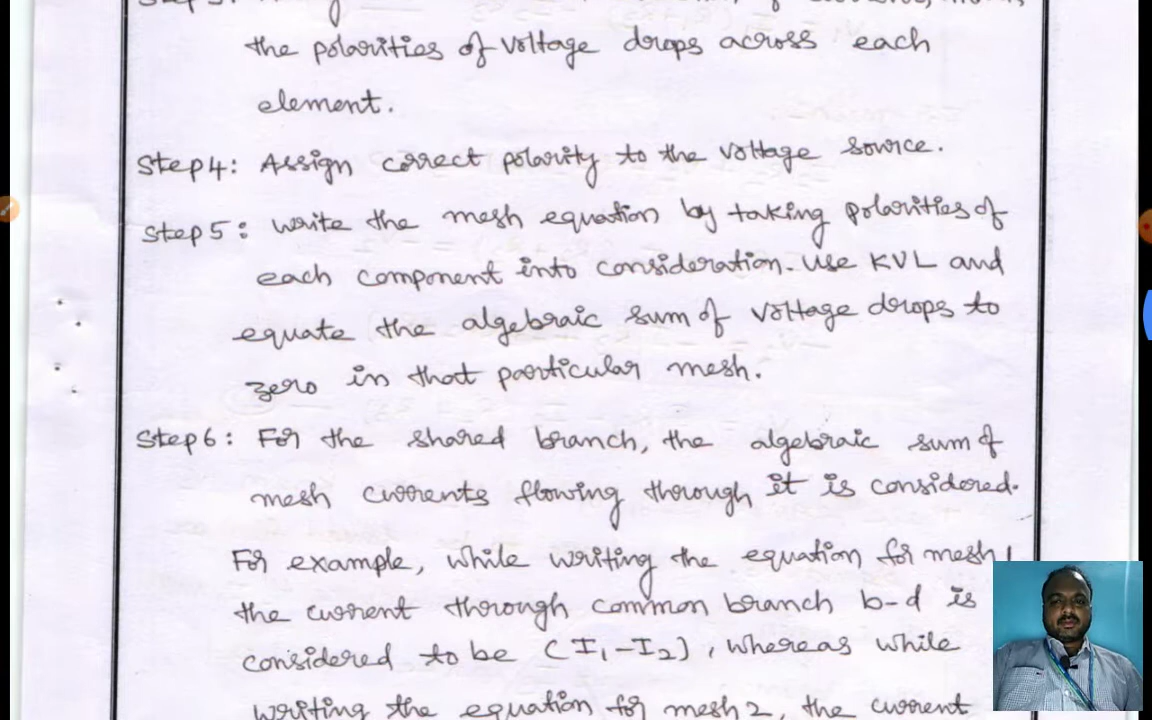 the polarities of voltage drops across each
element.
Step4: Assign correct polarity to the voltage source.
Step5: Write the mesh equation by taking polarities of
each component into consideration. Use KVL and
equate the algebraic sum of voltage drops to
zero in that particular mesh.
Step6: For the shared branch, the algebraic sum of
mesh currents flowing through it is considered.
For example, while writing the equation for mesh 1
the current through common branch b-d is
considered to be (I₁-I₂), whereas while
writing the equation for mesh 2, the current